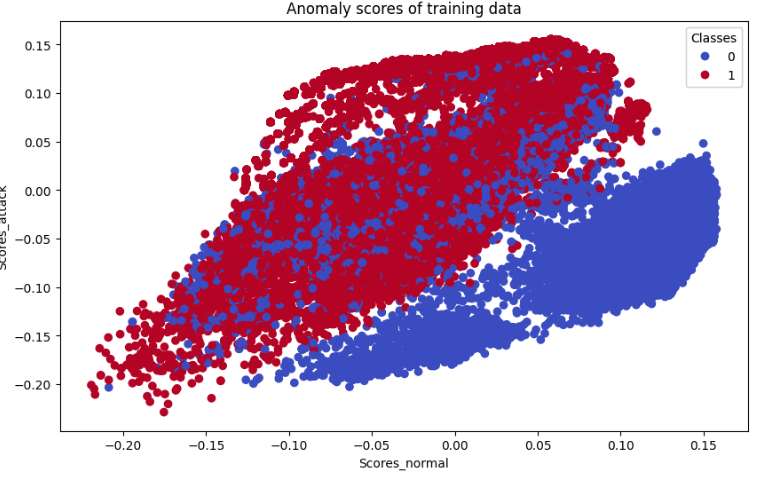 Anomaly scores of training data
Classes
0
1
0.15
0.10
0.05
0.00
−0.05
−0.10
−0.15
−0.20
Scores_attack
−0.20 −0.15 −0.10 −0.05 0.00 0.05 0.10 0.15
Scores_normal